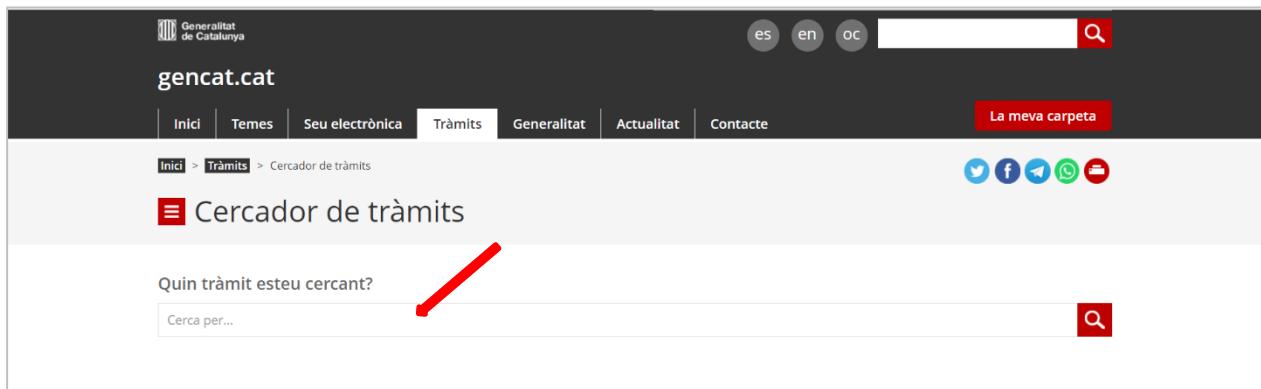 Generalitat
de Catalunya
es en oc
gencat.cat
Inici Temes Seu electrònica Tràmits Generalitat Actualitat Contacte
La meva carpeta
Inici > Tràmits > Cercador de tràmits
Cercador de tràmits
Quin tràmit esteu cercant?
Cerca per...